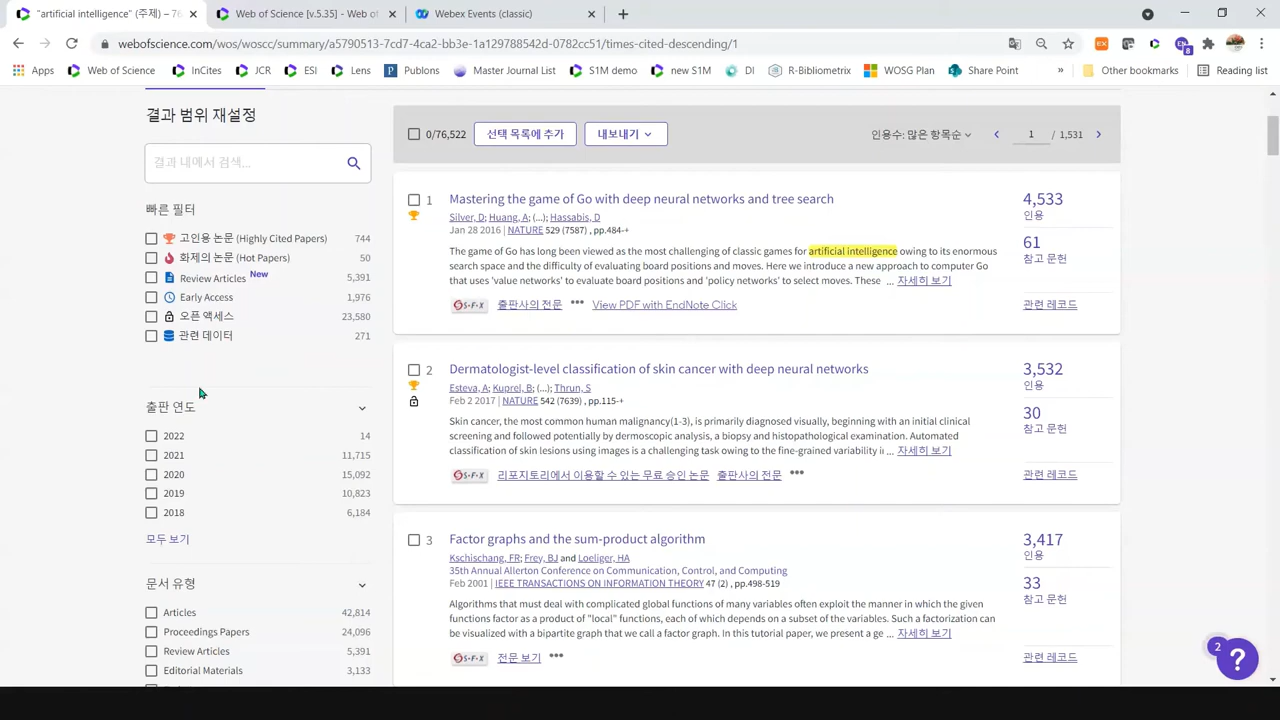 "artificial intelligence" (주제) – 76
Web of Science [v.5.35] - Web of
Webex Events (classic)
webofscience.com/wos/woscc/summary/a5790513-7cd7-4ca2-bb3e-1a129788542d-0782cc51/times-cited-descending/1
Apps Web of Science InCites JCR ESI Lens Publons Master Journal List S1M demo new S1M DI R-Bibliometrix WOSG Plan Share Point » Other bookmarks Reading list
결과 범위 재설정
결과 내에서 검색...
빠른 필터
고인용 논문 (Highly Cited Papers) 744
화제의 논문 (Hot Papers) 50
Review Articles New 5,391
Early Access 1,976
오픈 액세스 23,580
관련 데이터 271
출판 연도
2022 14
2021 11,715
2020 15,092
2019 10,823
2018 6,184
모두 보기
문서 유형
Articles 42,814
Proceedings Papers 24,096
Review Articles 5,391
Editorial Materials 3,133
0/76,522 선택 목록에 추가 내보내기 인용수: 많은 항목순 1 / 1,531
1 Mastering the game of Go with deep neural networks and tree search
Silver, D; Huang, A; (...); Hassabis, D
Jan 28 2016 | NATURE 529 (7587) , pp.484-+
The game of Go has long been viewed as the most challenging of classic games for artificial intelligence owing to its enormous
search space and the difficulty of evaluating board positions and moves. Here we introduce a new approach to computer Go
that uses 'value networks' to evaluate board positions and 'policy networks' to select moves. These ... 자세히 보기
S·F·X 출판사의 전문 ••• View PDF with EndNote Click
4,533
인용
61
참고 문헌
관련 레코드
2 Dermatologist-level classification of skin cancer with deep neural networks
Esteva, A; Kuprel, B; (...); Thrun, S
Feb 2 2017 | NATURE 542 (7639) , pp.115-+
Skin cancer, the most common human malignancy(1-3), is primarily diagnosed visually, beginning with an initial clinical
screening and followed potentially by dermoscopic analysis, a biopsy and histopathological examination. Automated
classification of skin lesions using images is a challenging task owing to the fine-grained variability i ... 자세히 보기
S·F·X 리포지토리에서 이용할 수 있는 무료 승인 논문 출판사의 전문 •••
3,532
인용
30
참고 문헌
관련 레코드
3 Factor graphs and the sum-product algorithm
Kschischang, FR; Frey, BJ and Loeliger, HA
35th Annual Allerton Conference on Communication, Control, and Computing
Feb 2001 | IEEE TRANSACTIONS ON INFORMATION THEORY 47 (2) , pp.498-519
Algorithms that must deal with complicated global functions of many variables often exploit the manner in which the given
functions factor as a product of "local" functions, each of which depends on a subset of the variables. Such a factorization
can be visualized with a bipartite graph that we call a factor graph. In this tutorial paper, we present a ge ... 자세히 보기
S·F·X 전문 보기 •••
3,417
인용
33
참고 문헌
관련 레코드
2
?